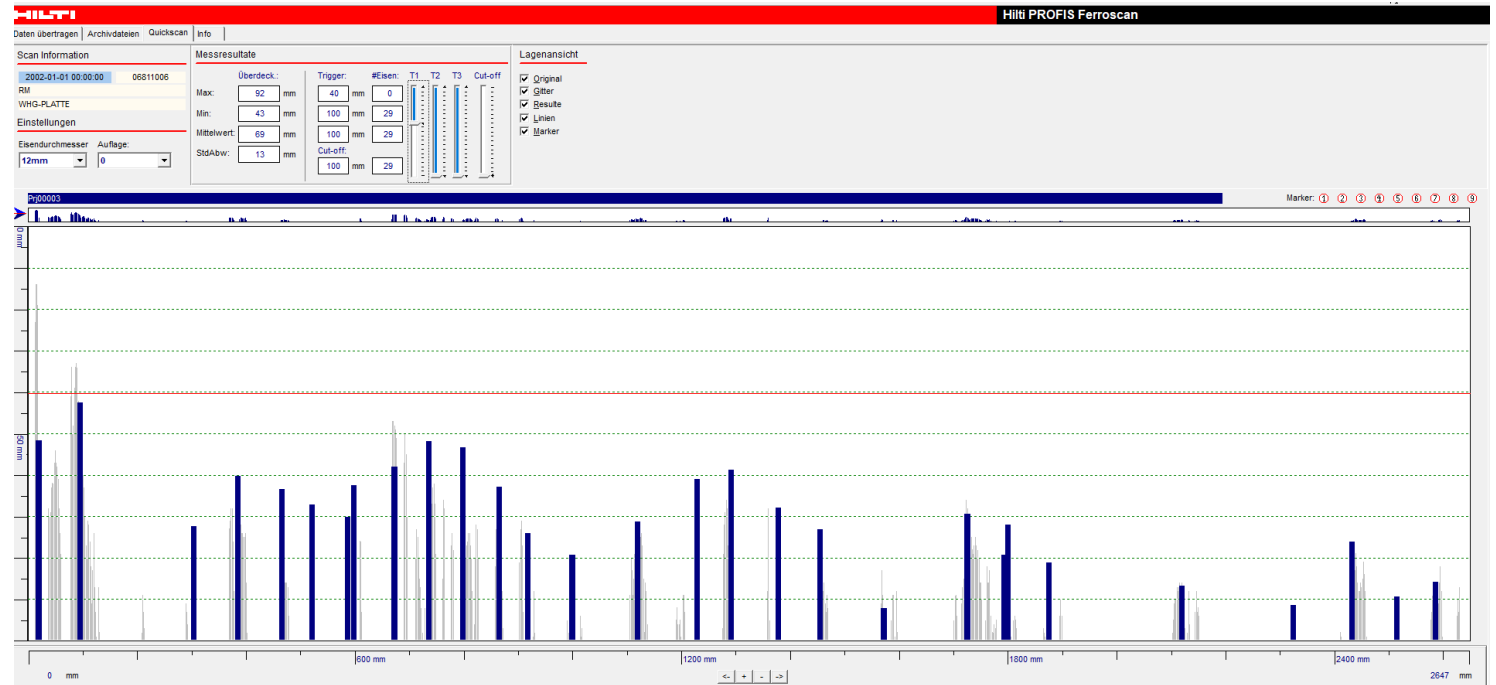 HILTI
Hilti PROFIS Ferroscan
Daten übertragen Archivdateien Quickscan Info
Scan Information
2002-01-01 00:00:00 06811006
RM
WHG-PLATTE
Einstellungen
Eisendurchmesser Auflage:
12mm 0
Messresultate
Überdeck.: Trigger: #Eisen: T1 T2 T3 Cut-off
Max: 92 mm 40 mm 0
Min: 43 mm 100 mm 29
Mittelwert: 69 mm 100 mm 29
StdAbw: 13 mm Cut-off:
100 mm 29
Lagenansicht
Original
Gitter
Resulte
Linien
Marker
Prj00003
Marker: 1 2 3 4 5 6 7 8 9
0 mm
50 mm
600 mm 1200 mm 1800 mm 2400 mm
0 mm <- + - -> 2647 mm